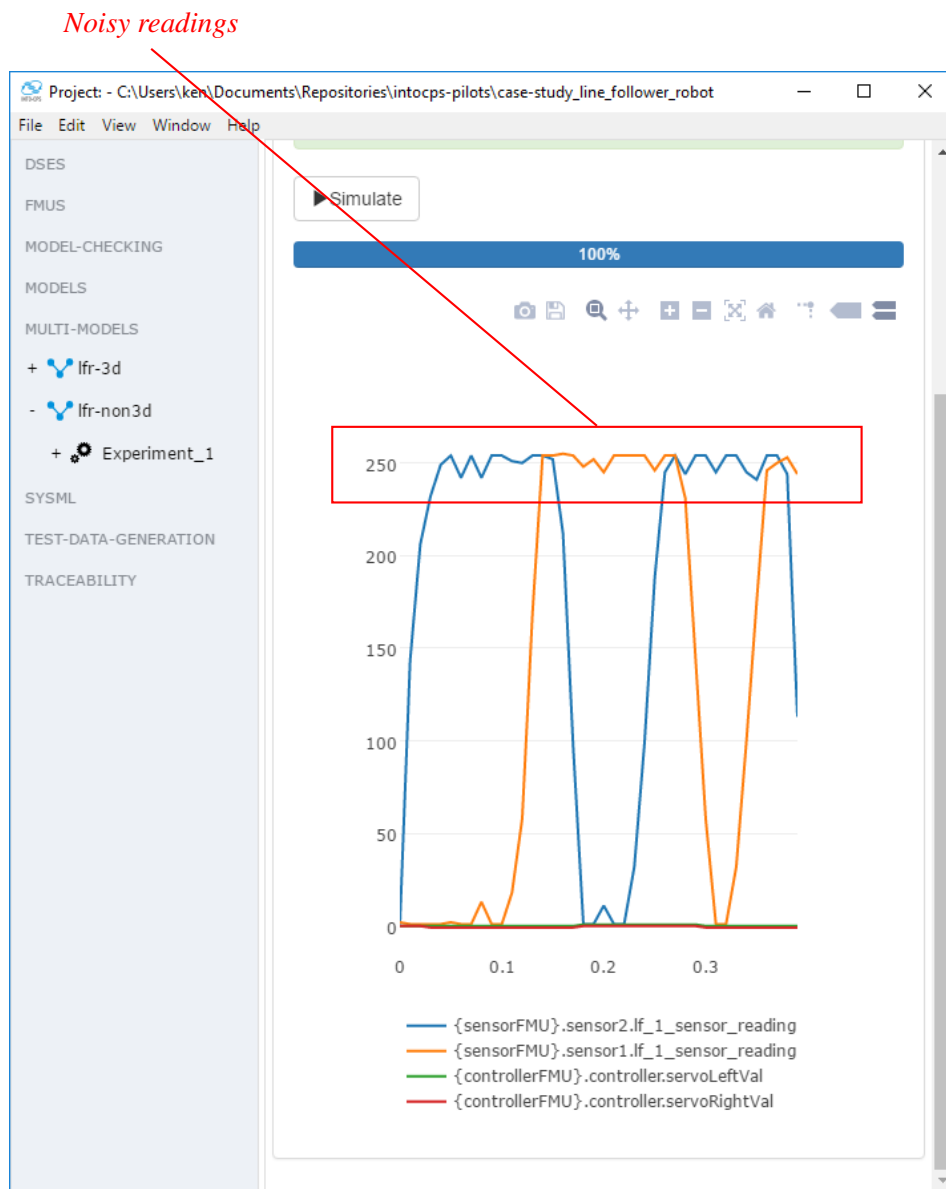 Noisy readings
INTO-CPS
Project: - C:\Users\ken\Documents\Repositories\intocps-pilots\case-study_line_follower_robot
File Edit View Window Help
DSES
FMUS
MODEL-CHECKING
MODELS
MULTI-MODELS
+ lfr-3d
- lfr-non3d
+ Experiment_1
SYSML
TEST-DATA-GENERATION
TRACEABILITY
Simulate
100%
250
200
150
100
50
0
0 0.1 0.2 0.3
{sensorFMU}.sensor2.lf_1_sensor_reading
{sensorFMU}.sensor1.lf_1_sensor_reading
{controllerFMU}.controller.servoLeftVal
{controllerFMU}.controller.servoRightVal